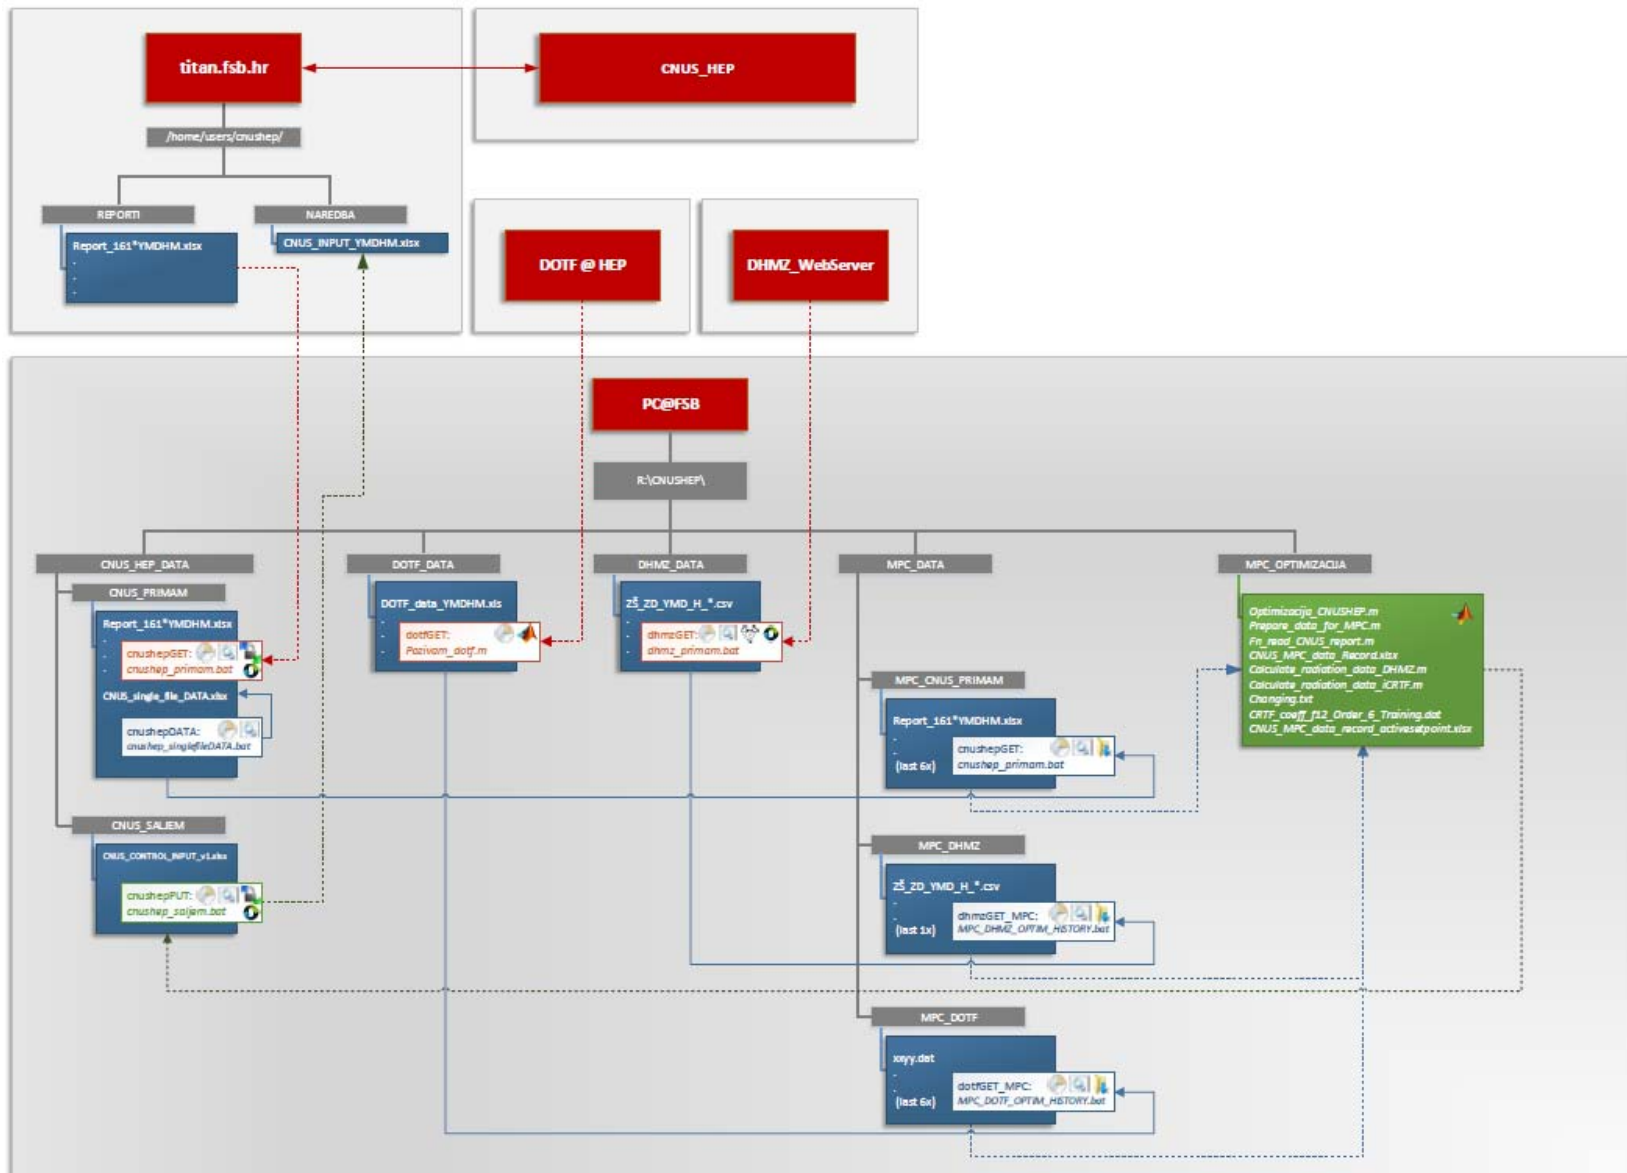 titan.fsb.hr
CNUS_HEP
/home/users/cnushep/
REPORTI
NAREDBA
Report_161*YMDHM.xlsx
-
-
-
CNUS_INPUT_YMDHM.xlsx
DOTF @ HEP
DHMZ_WebServer
PC@FSB
R:\CNUSHEP\
CNUS_HEP_DATA
DOTF_DATA
DHMZ_DATA
MPC_DATA
MPC_OPTIMIZACIJA
CNUS_PRIMAM
Report_161*YMDHM.xlsx
-
-
-
cnushepGET:
cnushep_primam.bat
CNUS_single_file_DATA.xlsx
cnushepDATA:
cnushep_singlefileDATA.bat
DOTF_data_YMDHM.xls
-
-
-
dotfGET:
Pozivam_dotf.m
ZŠ_ZD_YMD_H_*.csv
-
-
-
dhmzGET:
dhmz_primam.bat
Optimizacija_CNUSHEP.m
Prepare_data_for_MPC.m
Fn_read_CNUS_report.m
CNUS_MPC_data_Record.xlsx
Calculate_radiation_data_DHMZ.m
Calculate_radiation_data_iCRTF.m
Changing.txt
CRTF_coeff_f12_Order_6_Training.dat
CNUS_MPC_data_record_activesetpoint.xlsx
MPC_CNUS_PRIMAM
Report_161*YMDHM.xlsx
-
-
(last 6x)
cnushepGET:
cnushep_primam.bat
CNUS_SALJEM
CNUS_CONTROL_INPUT_v1.xlsx
cnushepPUT:
cnushep_saljem.bat
MPC_DHMZ
ZŠ_ZD_YMD_H_*.csv
-
-
(last 1x)
dhmzGET_MPC:
MPC_DHMZ_OPTIM_HISTORY.bat
MPC_DOTF
xxyy.dat
-
-
(last 6x)
dotfGET_MPC:
MPC_DOTF_OPTIM_HISTORY.bat